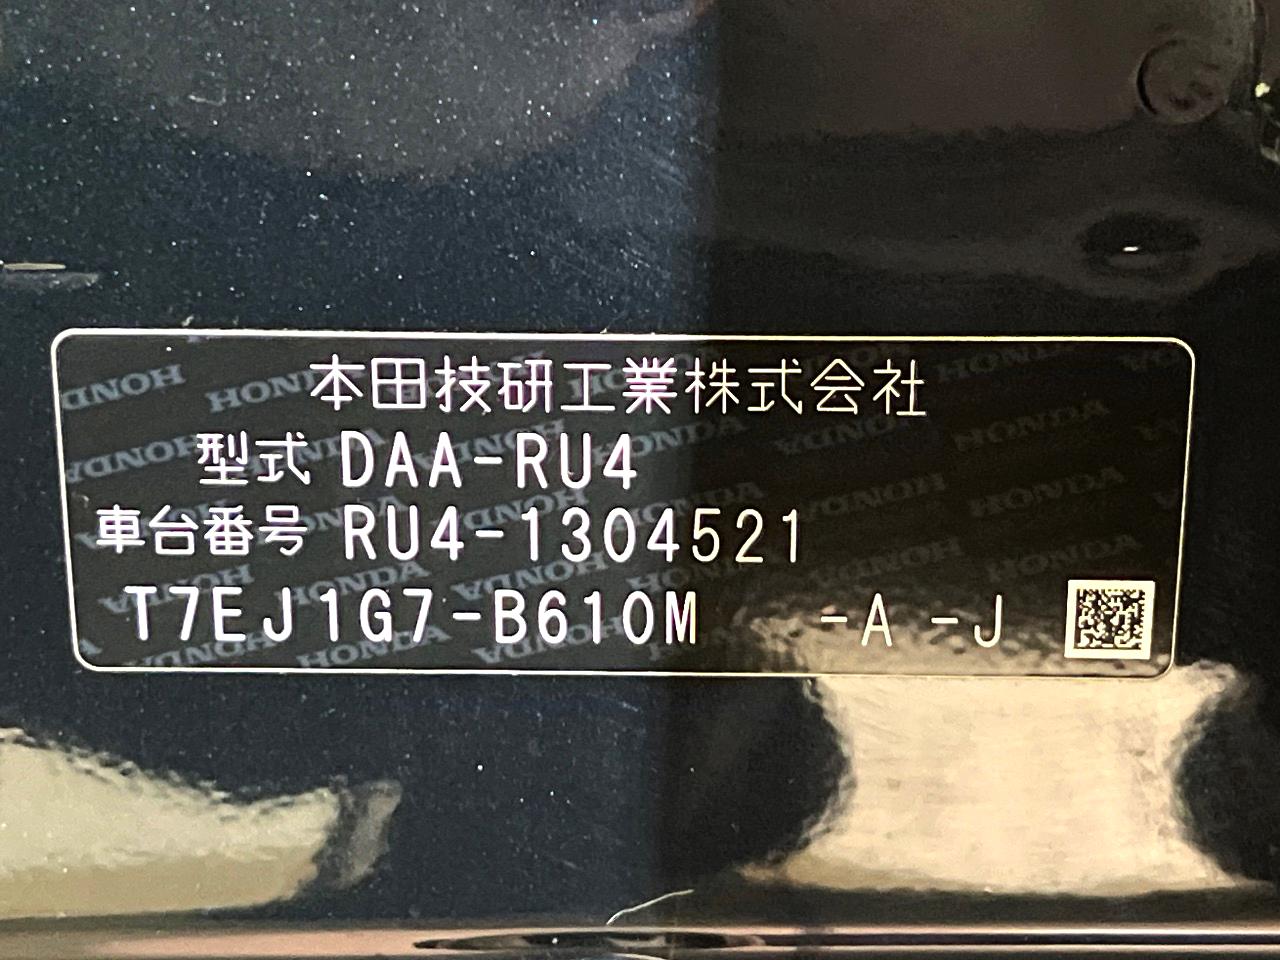 本田技研工業株式会社
型式 DAA-RU4
車台番号 RU4-1304521
T7EJ1G7-B610M -A -J